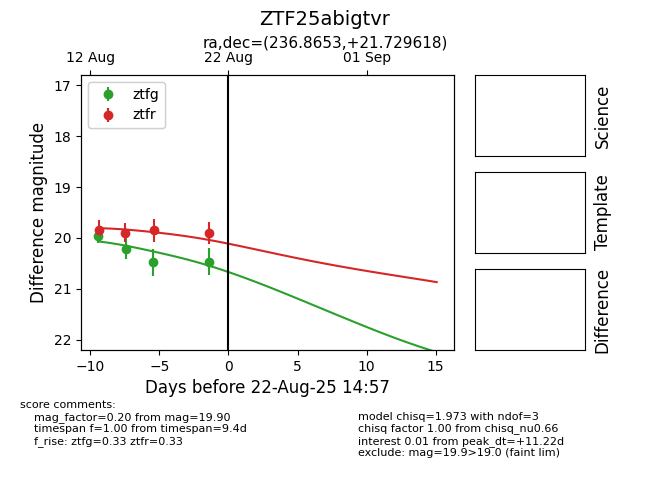 ZTF25abigtvr
ra,dec=(236.8653,+21.729618)
12 Aug 22 Aug 01 Sep
ztfg
ztfr
17
18
19
20
21
22
Difference magnitude
−10 −5 0 5 10 15
Days before 22-Aug-25 14:57
Science
Template
Difference
score comments:
mag_factor=0.20 from mag=19.90
timespan f=1.00 from timespan=9.4d
f_rise: ztfg=0.33 ztfr=0.33
model chisq=1.973 with ndof=3
chisq factor 1.00 from chisq_nu0.66
interest 0.01 from peak_dt=+11.22d
exclude: mag=19.9>19.0 (faint lim)